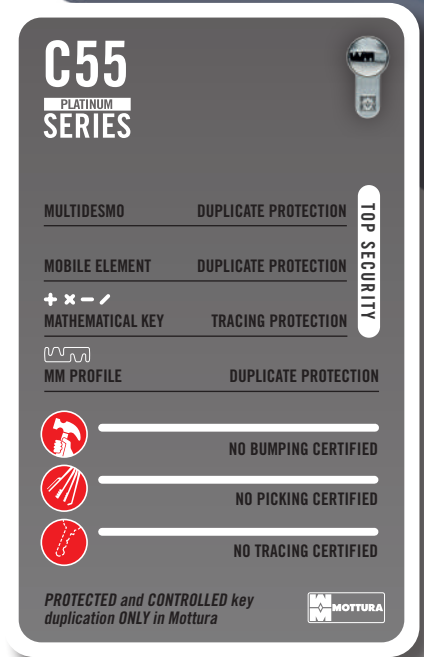 C55
PLATINUM
SERIES
MULTIDESMO DUPLICATE PROTECTION
TOP SECURITY
MOBILE ELEMENT DUPLICATE PROTECTION
MATHEMATICAL KEY TRACING PROTECTION
MM PROFILE DUPLICATE PROTECTION
NO BUMPING CERTIFIED
NO PICKING CERTIFIED
NO TRACING CERTIFIED
PROTECTED and CONTROLLED key
duplication ONLY in Mottura
MOTTURA